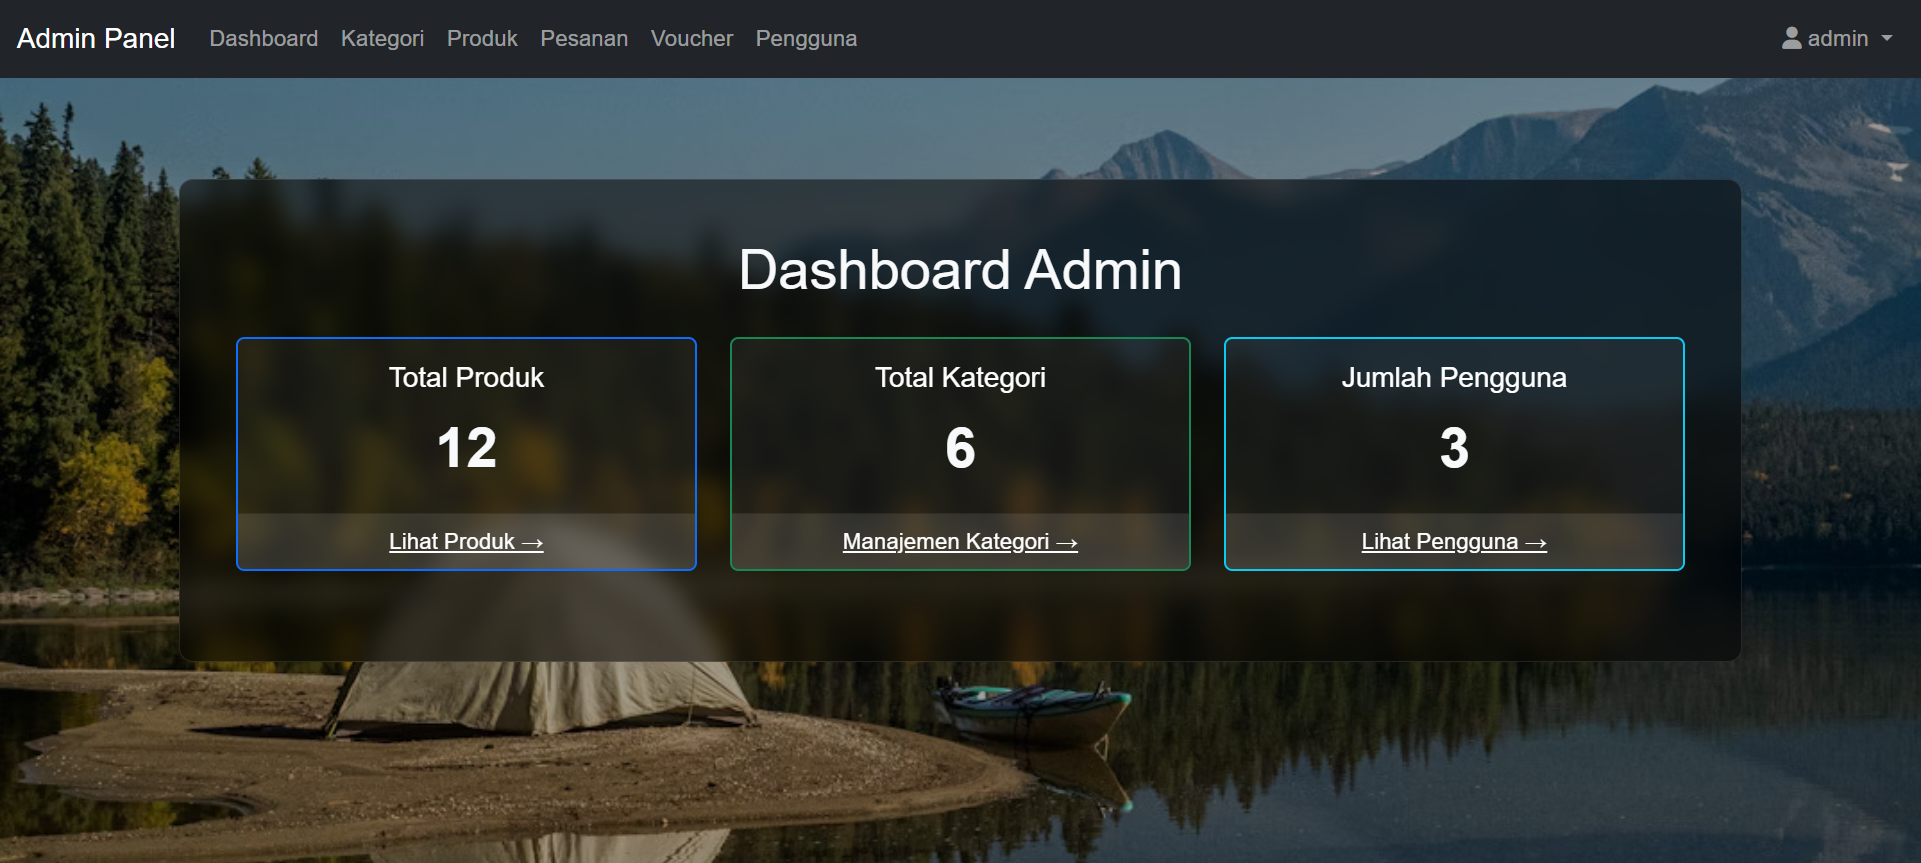 Admin Panel Dashboard Kategori Produk Pesanan Voucher Pengguna admin
Dashboard Admin
Total Produk
12
Lihat Produk →
Total Kategori
6
Manajemen Kategori →
Jumlah Pengguna
3
Lihat Pengguna →